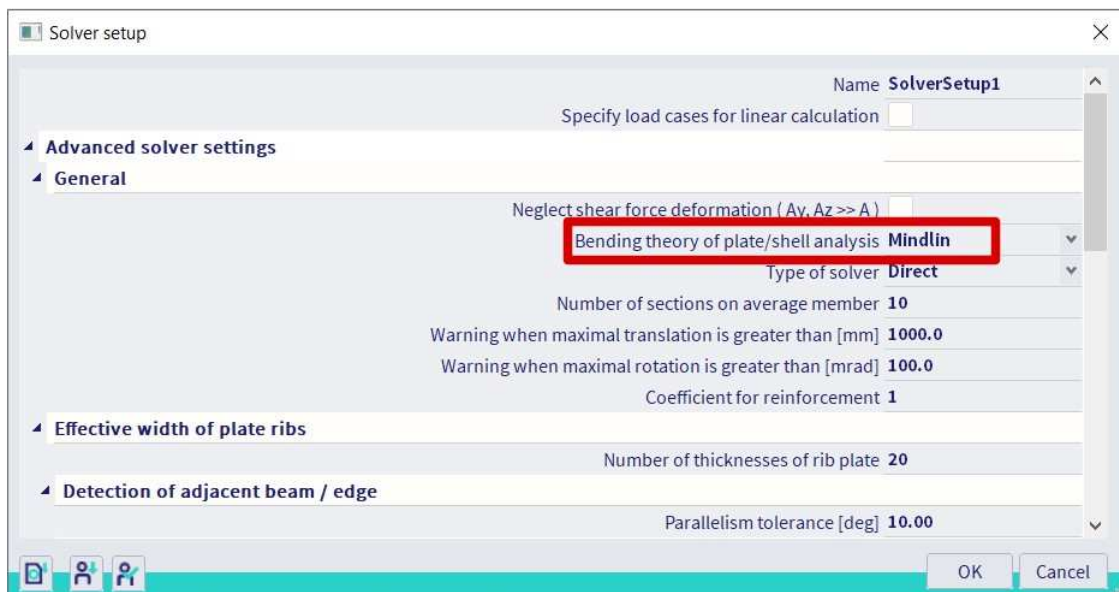 Solver setup
Name SolverSetup1
Specify load cases for linear calculation
Advanced solver settings
General
Neglect shear force deformation ( Ay, Az >> A )
Bending theory of plate/shell analysis Mindlin
Type of solver Direct
Number of sections on average member 10
Warning when maximal translation is greater than [mm] 1000.0
Warning when maximal rotation is greater than [mrad] 100.0
Coefficient for reinforcement 1
Effective width of plate ribs
Number of thicknesses of rib plate 20
Detection of adjacent beam / edge
Parallelism tolerance [deg] 10.00
OK Cancel